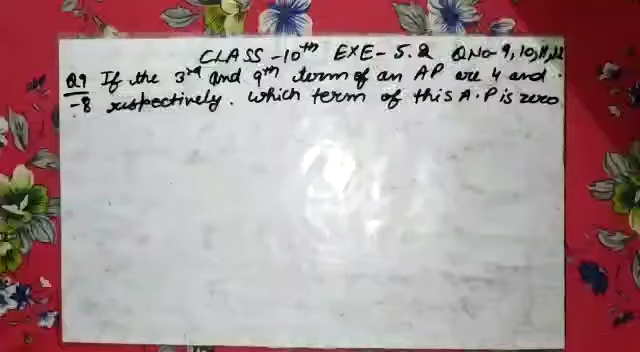 CLASS -10th EXE- 5.2 Q No- 9, 10, 11, 12
Q9 If the 3rd and 9th term of an AP are 4 and
-8 respectively. which term of this A.P is zero